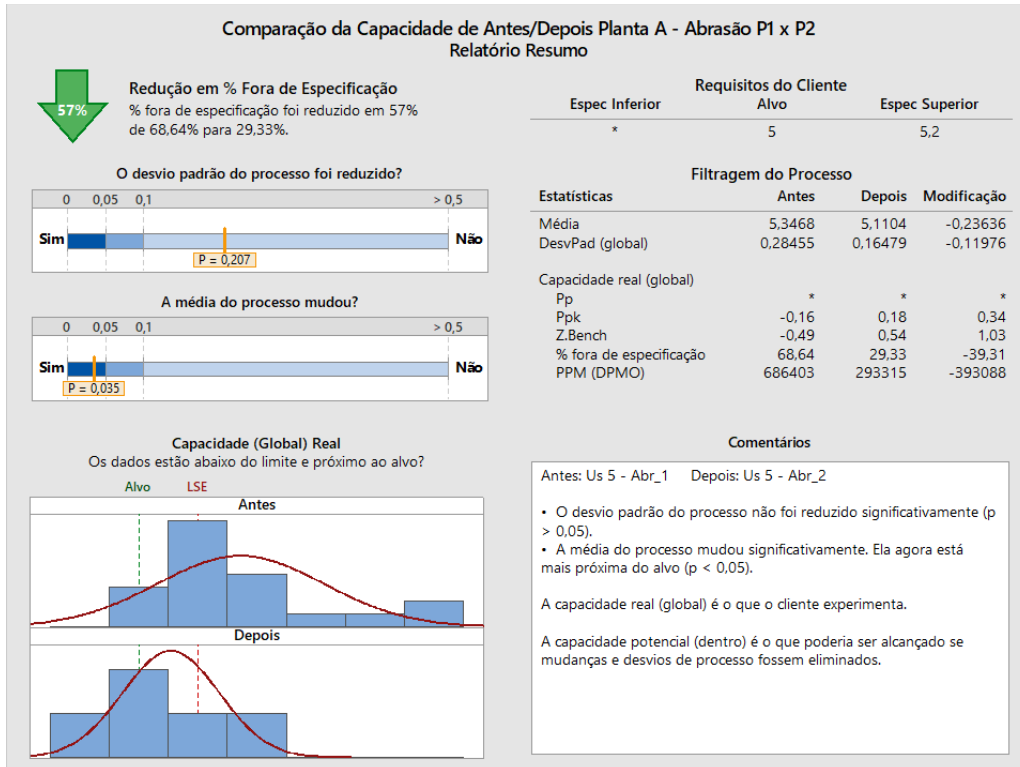 Comparação da Capacidade de Antes/Depois Planta A - Abrasão P1 x P2
Relatório Resumo
57%
Redução em % Fora de Especificação
% fora de especificação foi reduzido em 57%
de 68,64% para 29,33%.
Requisitos do Cliente
Espec Inferior Alvo Espec Superior
* 5 5,2
O desvio padrão do processo foi reduzido?
0 0,05 0,1 > 0,5
Sim Não
P = 0,207
A média do processo mudou?
0 0,05 0,1 > 0,5
Sim Não
P = 0,035
Filtragem do Processo
Estatísticas Antes Depois Modificação
Média 5,3468 5,1104 -0,23636
DesvPad (global) 0,28455 0,16479 -0,11976
Capacidade real (global)
Pp * * *
Ppk -0,16 0,18 0,34
Z.Bench -0,49 0,54 1,03
% fora de especificação 68,64 29,33 -39,31
PPM (DPMO) 686403 293315 -393088
Capacidade (Global) Real
Os dados estão abaixo do limite e próximo ao alvo?
Alvo LSE
Antes
Depois
Comentários
Antes: Us 5 - Abr_1 Depois: Us 5 - Abr_2
• O desvio padrão do processo não foi reduzido significativamente (p
> 0,05).
• A média do processo mudou significativamente. Ela agora está
mais próxima do alvo (p < 0,05).
A capacidade real (global) é o que o cliente experimenta.
A capacidade potencial (dentro) é o que poderia ser alcançado se
mudanças e desvios de processo fossem eliminados.